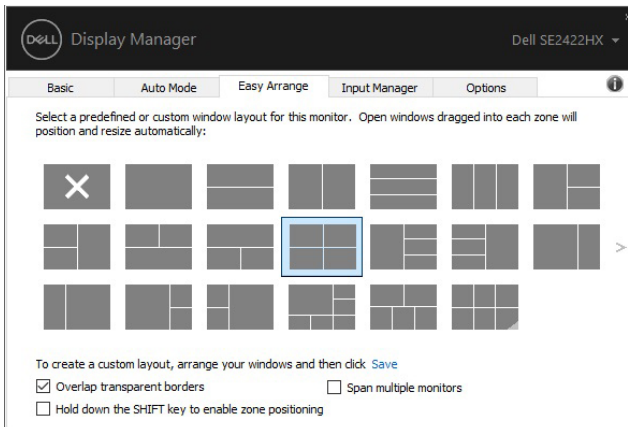 DELL Display Manager
Dell SE2422HX
Basic
Auto Mode
Easy Arrange
Input Manager
Options
Select a predefined or custom window layout for this monitor. Open windows dragged into each zone will
position and resize automatically:
To create a custom layout, arrange your windows and then click Save
Overlap transparent borders
Span multiple monitors
Hold down the SHIFT key to enable zone positioning